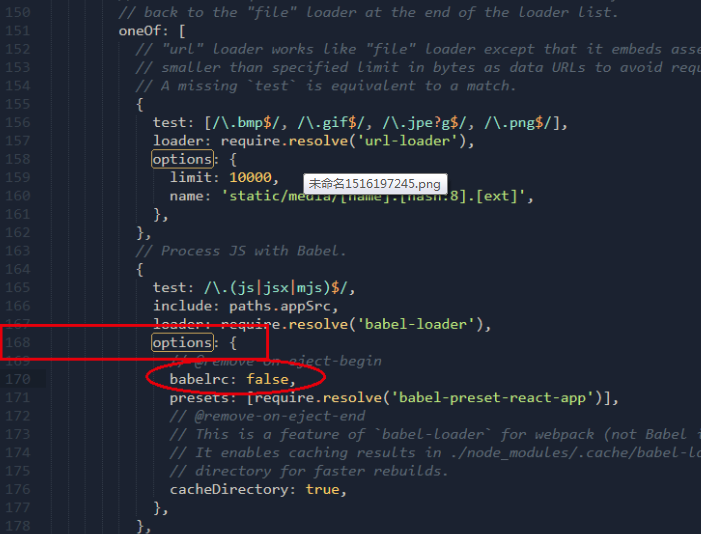 150 // back to the "file" loader at the end of the loader list.
151 oneOf: [
152 // "url" loader works like "file" loader except that it embeds
153 // smaller than specified limit in bytes as data URLs to avoid
154 // A missing `test` is equivalent to a match.
155 {
156 test: [/\.bmp$/, /\.gif$/, /\.jpe?g$/, /\.png$/],
157 loader: require.resolve('url-loader'),
158 options: {
159 limit: 10000,
未命名1516197245.png
160 name: 'static/media/[name].[hash:8].[ext]',
161 },
162 },
163 // Process JS with Babel.
164 {
165 test: /\.(js|jsx|mjs)$/,
166 include: paths.appSrc,
167 loader: require.resolve('babel-loader'),
168 options: {
169 // @remove-on-eject-begin
170 babelrc: false,
171 presets: [require.resolve('babel-preset-react-app')],
172 // @remove-on-eject-end
173 // This is a feature of `babel-loader` for webpack (not Babel
174 // It enables caching results in ./node_modules/.cache/babel-lo
175 // directory for faster rebuilds.
176 cacheDirectory: true,
177 },
178 },